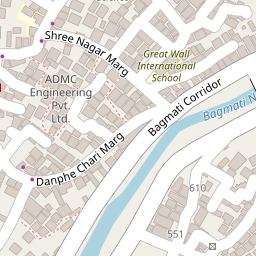 Shree Nagar Marg
Great Wall
International
School
ADMC
Engineering
Pvt.
Ltd.
Bagmati Corridor
Bagmati N
Danphe Chari Marg
610
551